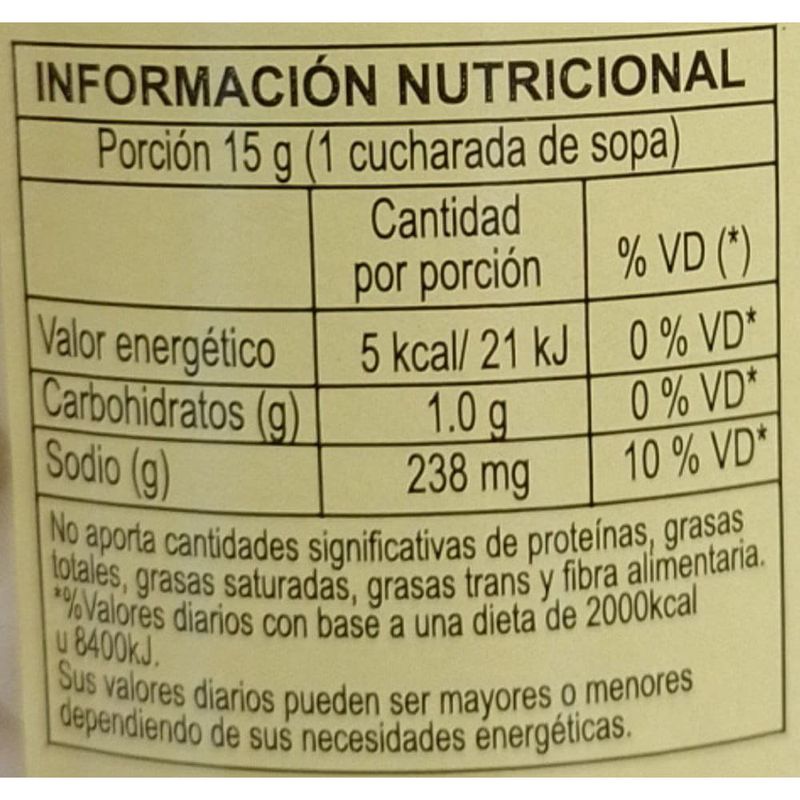 INFORMACIÓN NUTRICIONAL
Porción 15 g (1 cucharada de sopa)
Cantidad
por porción
% VD (*)
Valor energético 5 kcal/ 21 kJ 0 % VD*
Carbohidratos (g) 1.0 g 0 % VD*
Sodio (g) 238 mg 10 % VD*
No aporta cantidades significativas de proteínas, grasas
totales, grasas saturadas, grasas trans y fibra alimentaria.
*%Valores diarios con base a una dieta de 2000kcal
u 8400kJ.
Sus valores diarios pueden ser mayores o menores
dependiendo de sus necesidades energéticas.